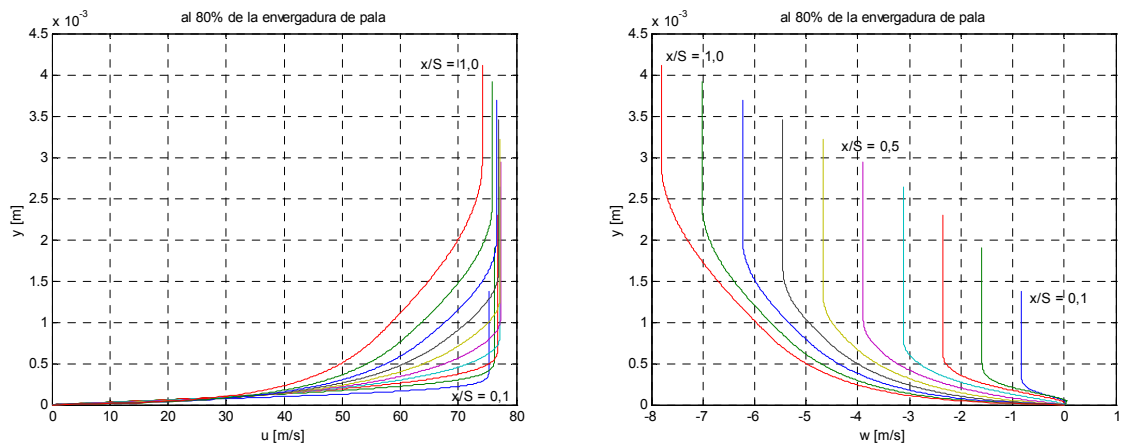 al 80% de la envergadura de pala
x 10-3
4.5
4
3.5
3
2.5
2
1.5
1
0.5
0
y [m]
x/S = 1,0
x/S = 0,1
0 10 20 30 40 50 60 70 80
u [m/s]
al 80% de la envergadura de pala
x 10-3
4.5
4
3.5
3
2.5
2
1.5
1
0.5
0
y [m]
x/S = 1,0
x/S = 0,5
x/S = 0,1
-8 -7 -6 -5 -4 -3 -2 -1 0 1
w [m/s]